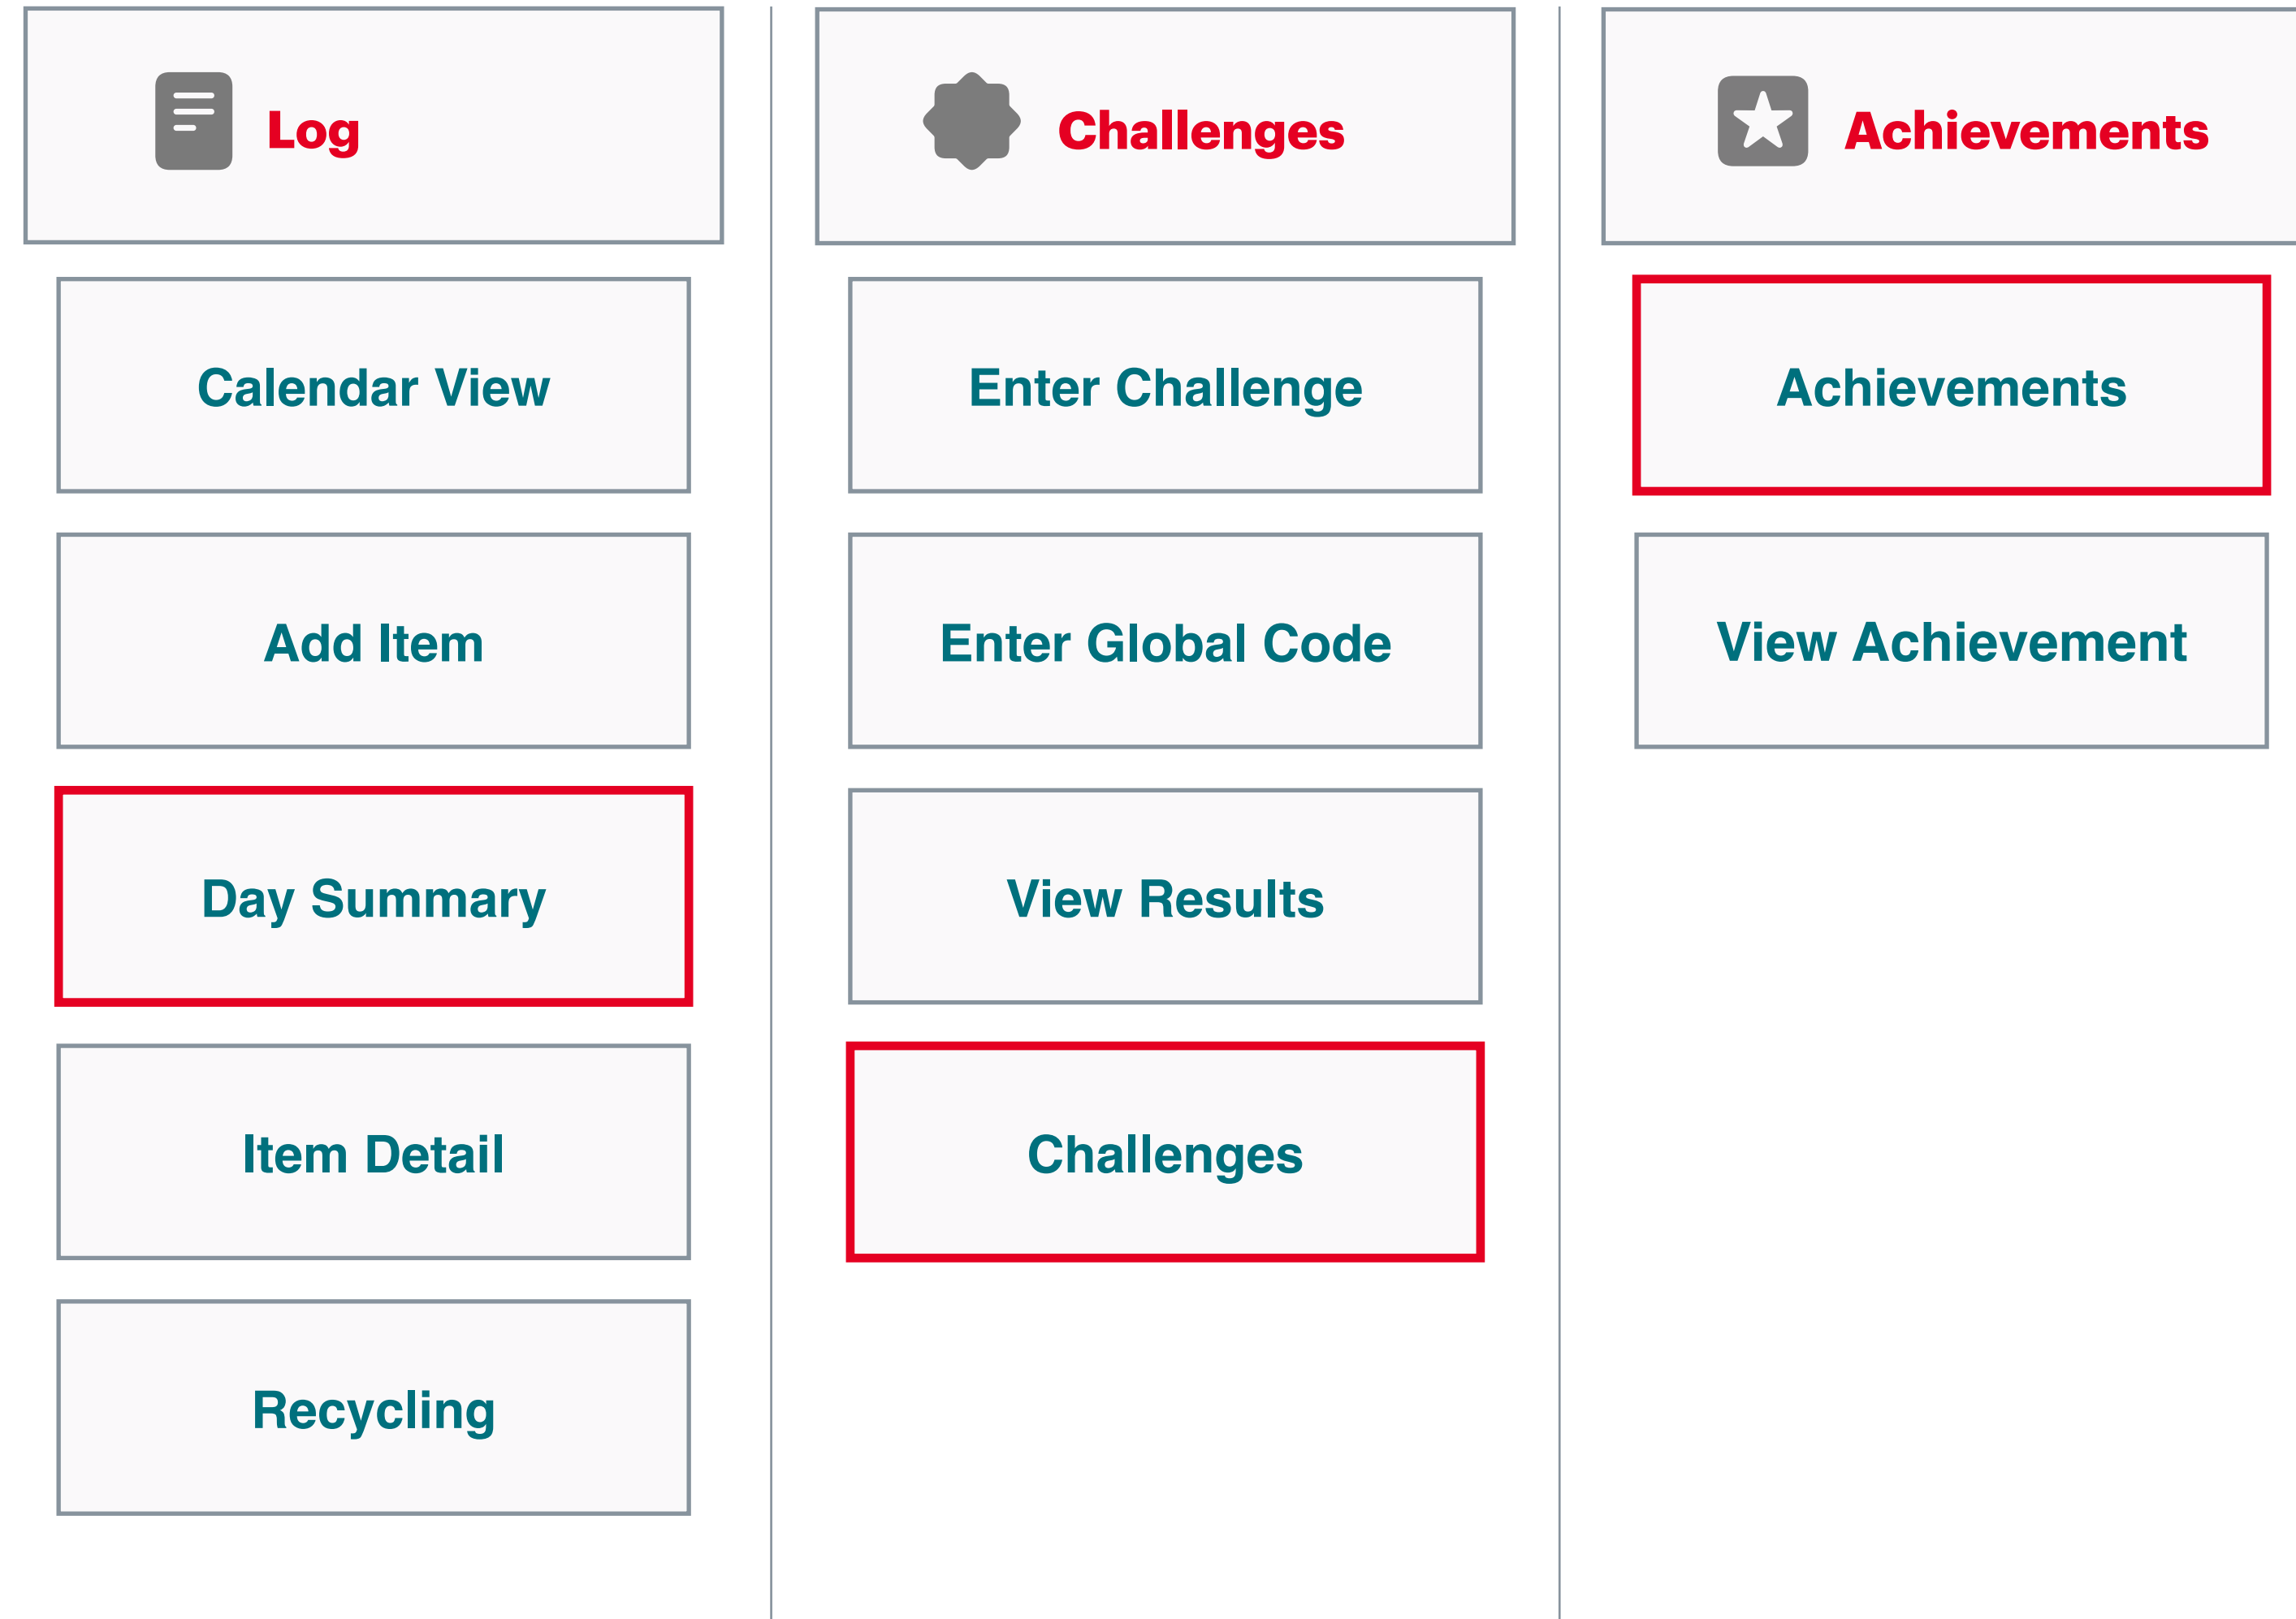 Log
Calendar View
Add Item
Day Summary
Item Detail
Recycling
Challenges
Enter Challenge
Enter Global Code
View Results
Challenges
Achievements
Achievements
View Achievement